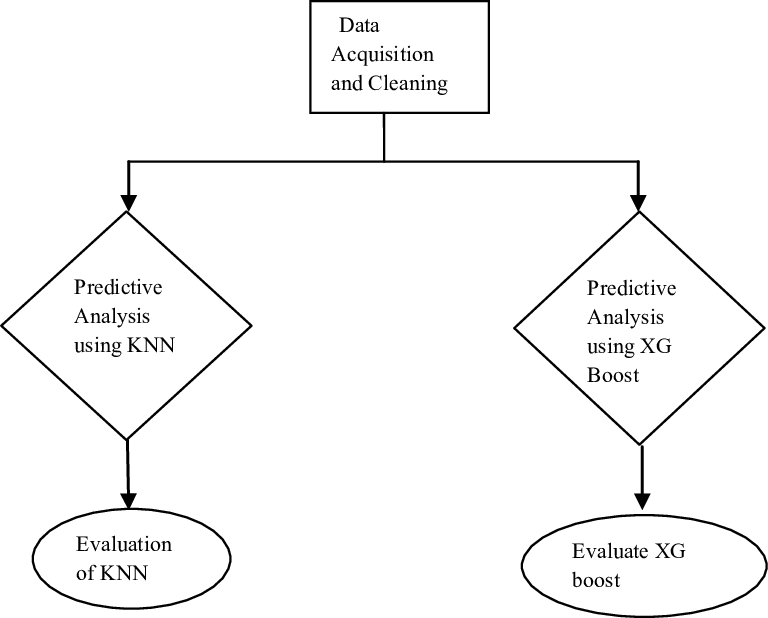 Data
Acquisition
and Cleaning
Predictive
Analysis
using KNN
Predictive
Analysis
using XG
Boost
Evaluation
of KNN
Evaluate XG
boost